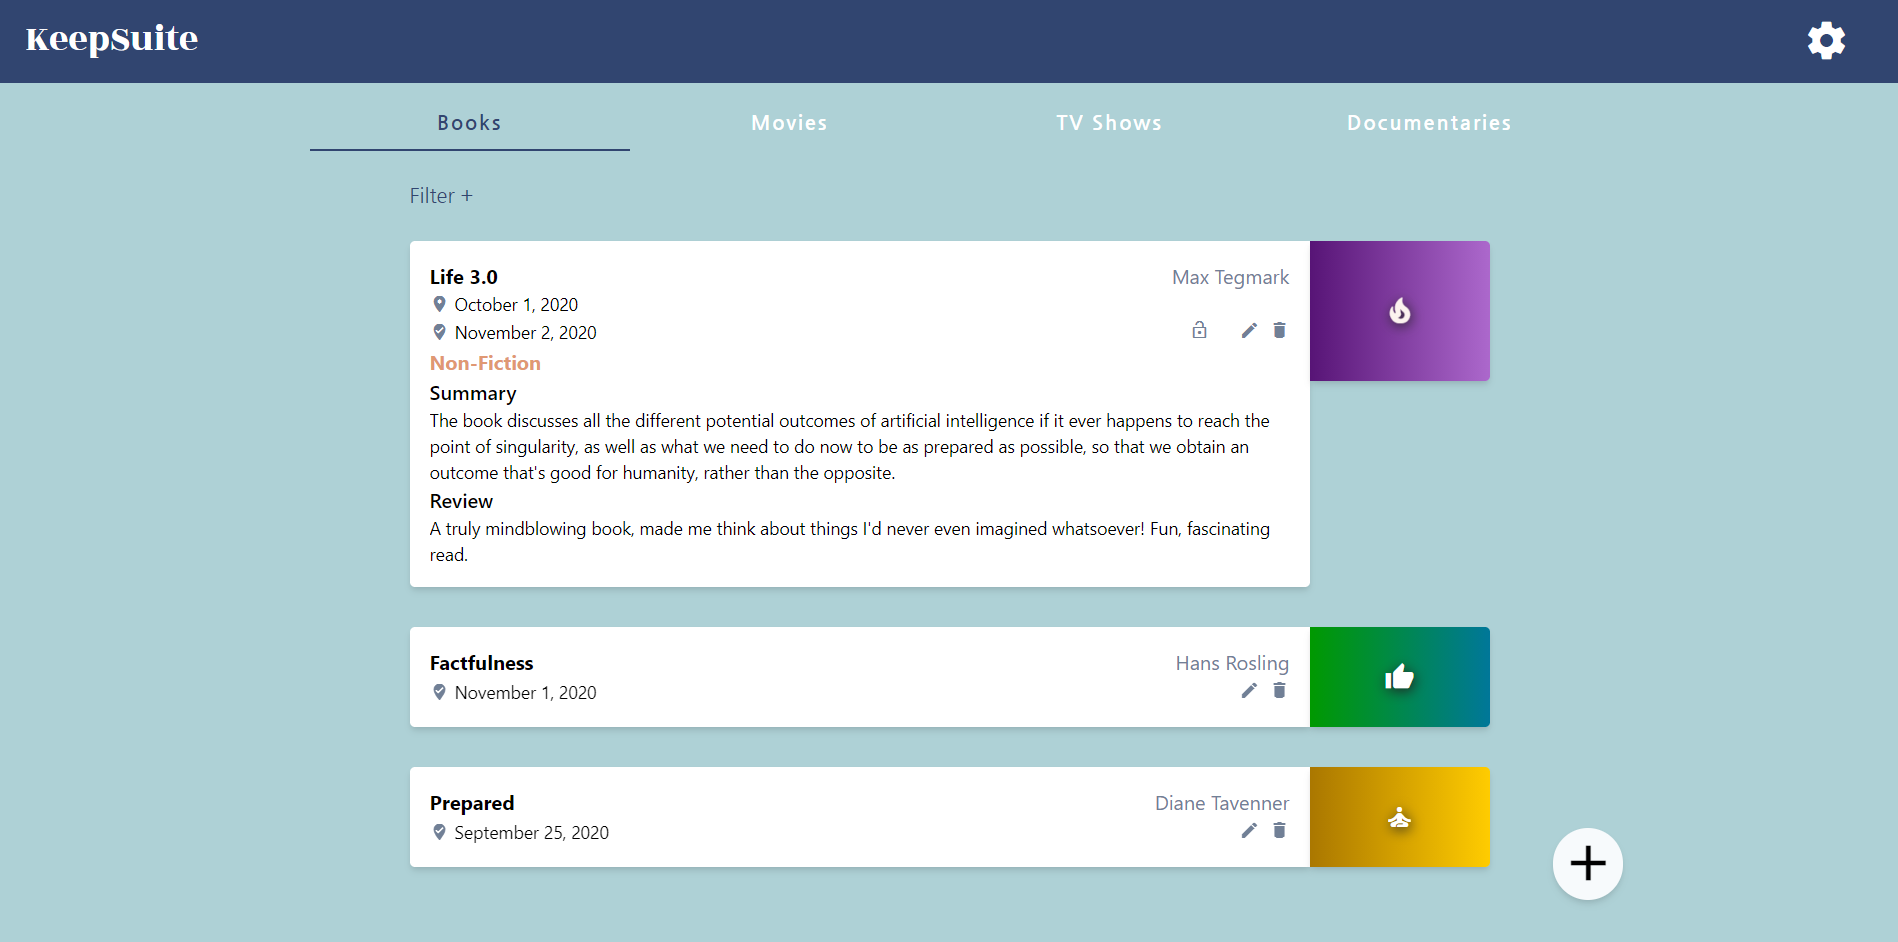 KeepSuite
Books Movies TV Shows Documentaries
Filter +
Life 3.0 Max Tegmark
October 1, 2020
November 2, 2020
Non-Fiction
Summary
The book discusses all the different potential outcomes of artificial intelligence if it ever happens to reach the
point of singularity, as well as what we need to do now to be as prepared as possible, so that we obtain an
outcome that's good for humanity, rather than the opposite.
Review
A truly mindblowing book, made me think about things I'd never even imagined whatsoever! Fun, fascinating
read.
Factfulness Hans Rosling
November 1, 2020
Prepared Diane Tavenner
September 25, 2020